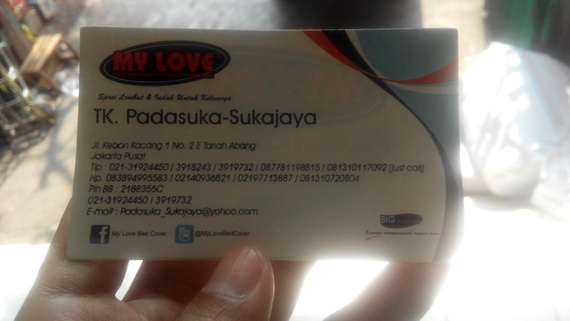 MY LOVE
Sprei Lembut & Indah Untuk Keluarga
TK. Padasuka-Sukajaya
Jl. Kebon Kacang 1 No. 2 E Tanah Abang
Jakarta Pusat
Tlp : 021-31924450 / 3918243 / 3919732 / 087781198815 / 081310117092 (just call)
Hp. 083894995583 / 02140936821 / 02197713887 / 081310720804
Pin BB : 2188355C
021-31924450 / 3919732
E-mail : Padasuka_Sukajaya@yahoo.com
My Love Bed Cover @MyLoveBedCover